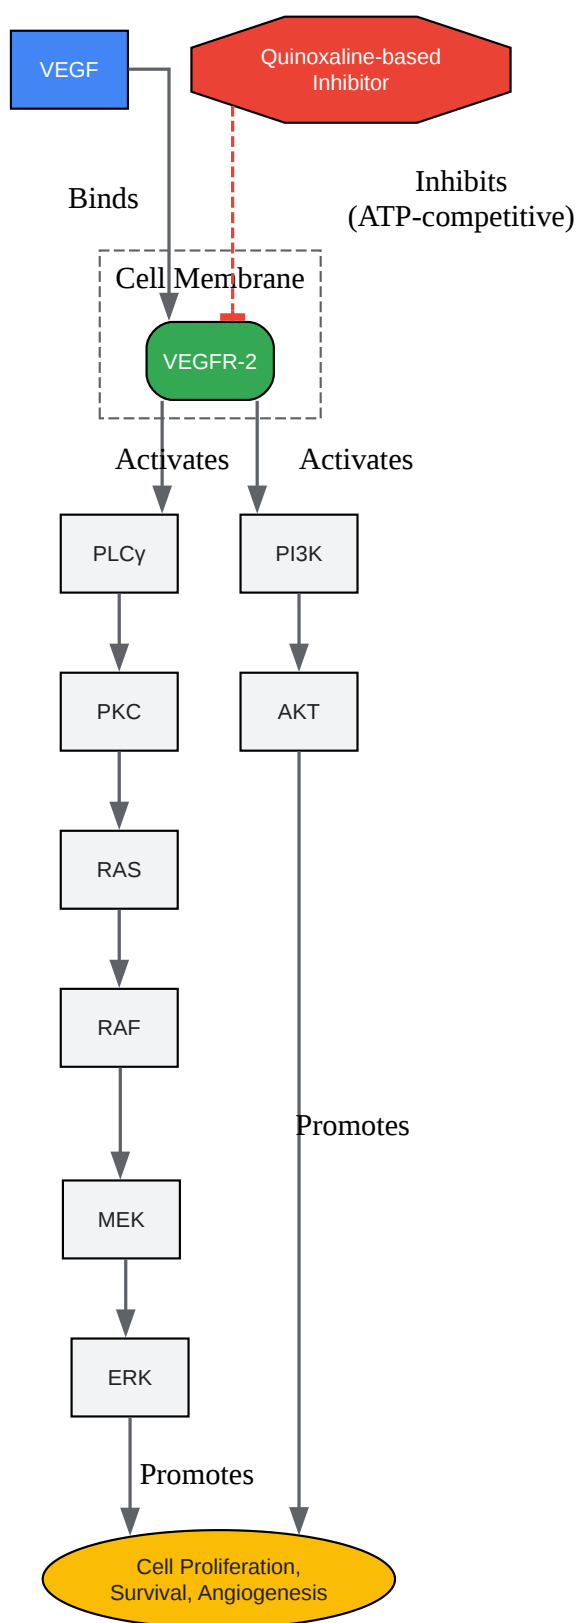 VEGF
Quinoxaline-based
Inhibitor
Binds
Inhibits
(ATP-competitive)
Cell Membrane
VEGFR-2
Activates
Activates
PLCγ
PI3K
PKC
AKT
RAS
RAF
Promotes
MEK
ERK
Promotes
Cell Proliferation,
Survival, Angiogenesis